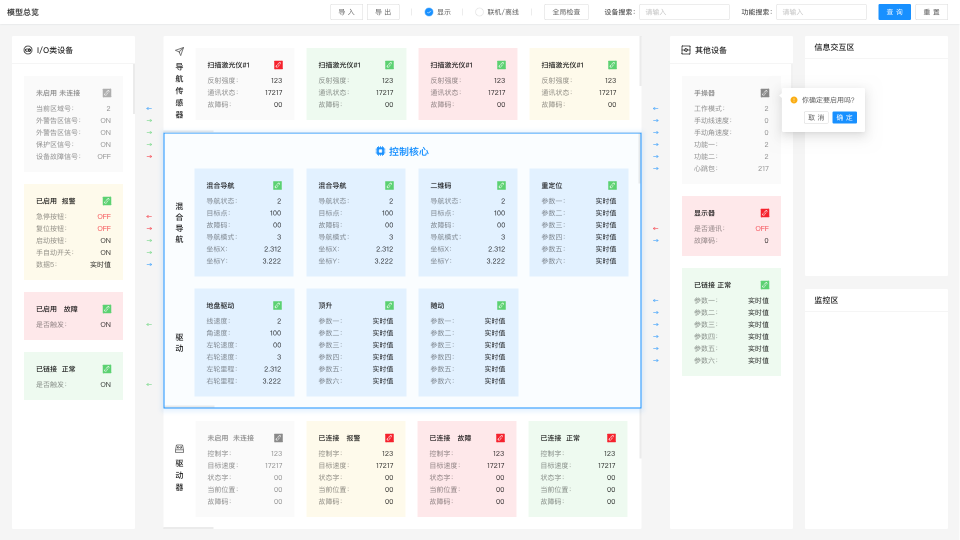 模型总览
导 入
导 出
显示
联机/离线
全局检查
设备搜索: 请输入
功能搜索: 请输入
查 询
重 置
I/O类设备
未启用 未连接
当前区域号: 2
外警告区信号: ON
外警告区信号: ON
保护区信号: ON
设备故障信号: OFF
已启用 报警
急停按钮: OFF
复位按钮: OFF
启动按钮: ON
手自动开关: ON
数据5: 实时值
已启用 故障
是否触发: ON
已链接 正常
是否触发: ON
导航传感器
扫描激光仪#1
反射强度: 123
通讯状态: 17217
故障码: 00
扫描激光仪#1
反射强度: 123
通讯状态: 17217
故障码: 00
扫描激光仪#1
反射强度: 123
通讯状态: 17217
故障码: 00
扫描激光仪#1
反射强度: 123
通讯状态: 17217
故障码: 00
控制核心
混合导航
混合导航
导航状态: 2
目标点: 100
故障码: 00
导航模式: 3
坐标X: 2.312
坐标Y: 3.222
混合导航
导航状态: 2
目标点: 100
故障码: 00
导航模式: 3
坐标X: 2.312
坐标Y: 3.222
二维码
导航状态: 2
目标点: 100
故障码: 00
导航模式: 3
坐标X: 2.312
坐标Y: 3.222
重定位
参数一: 实时值
参数二: 实时值
参数三: 实时值
参数四: 实时值
参数五: 实时值
参数六: 实时值
驱动
地盘驱动
线速度: 2
角速度: 100
左轮速度: 00
右轮速度: 3
左轮里程: 2.312
右轮里程: 3.222
顶升
参数一: 实时值
参数二: 实时值
参数三: 实时值
参数四: 实时值
参数五: 实时值
参数六: 实时值
随动
参数一: 实时值
参数二: 实时值
参数三: 实时值
参数四: 实时值
参数五: 实时值
参数六: 实时值
驱动器
未启用 未连接
控制字: 123
目标速度: 17217
状态字: 00
当前位置: 00
故障码: 00
已连接 报警
控制字: 123
目标速度: 17217
状态字: 00
当前位置: 00
故障码: 00
已连接 故障
控制字: 123
目标速度: 17217
状态字: 00
当前位置: 00
故障码: 00
已连接 正常
控制字: 123
目标速度: 17217
状态字: 00
当前位置: 00
故障码: 00
其他设备
手操器
工作模式: 2
手动线速度: 0
手动角速度: 0
功能一: 2
功能二: 2
心跳包: 217
你确定要启用吗?
取 消
确 定
显示器
是否通讯: OFF
故障码: 0
已链接 正常
参数一: 实时值
参数二: 实时值
参数三: 实时值
参数四: 实时值
参数五: 实时值
参数六: 实时值
信息交互区
监控区